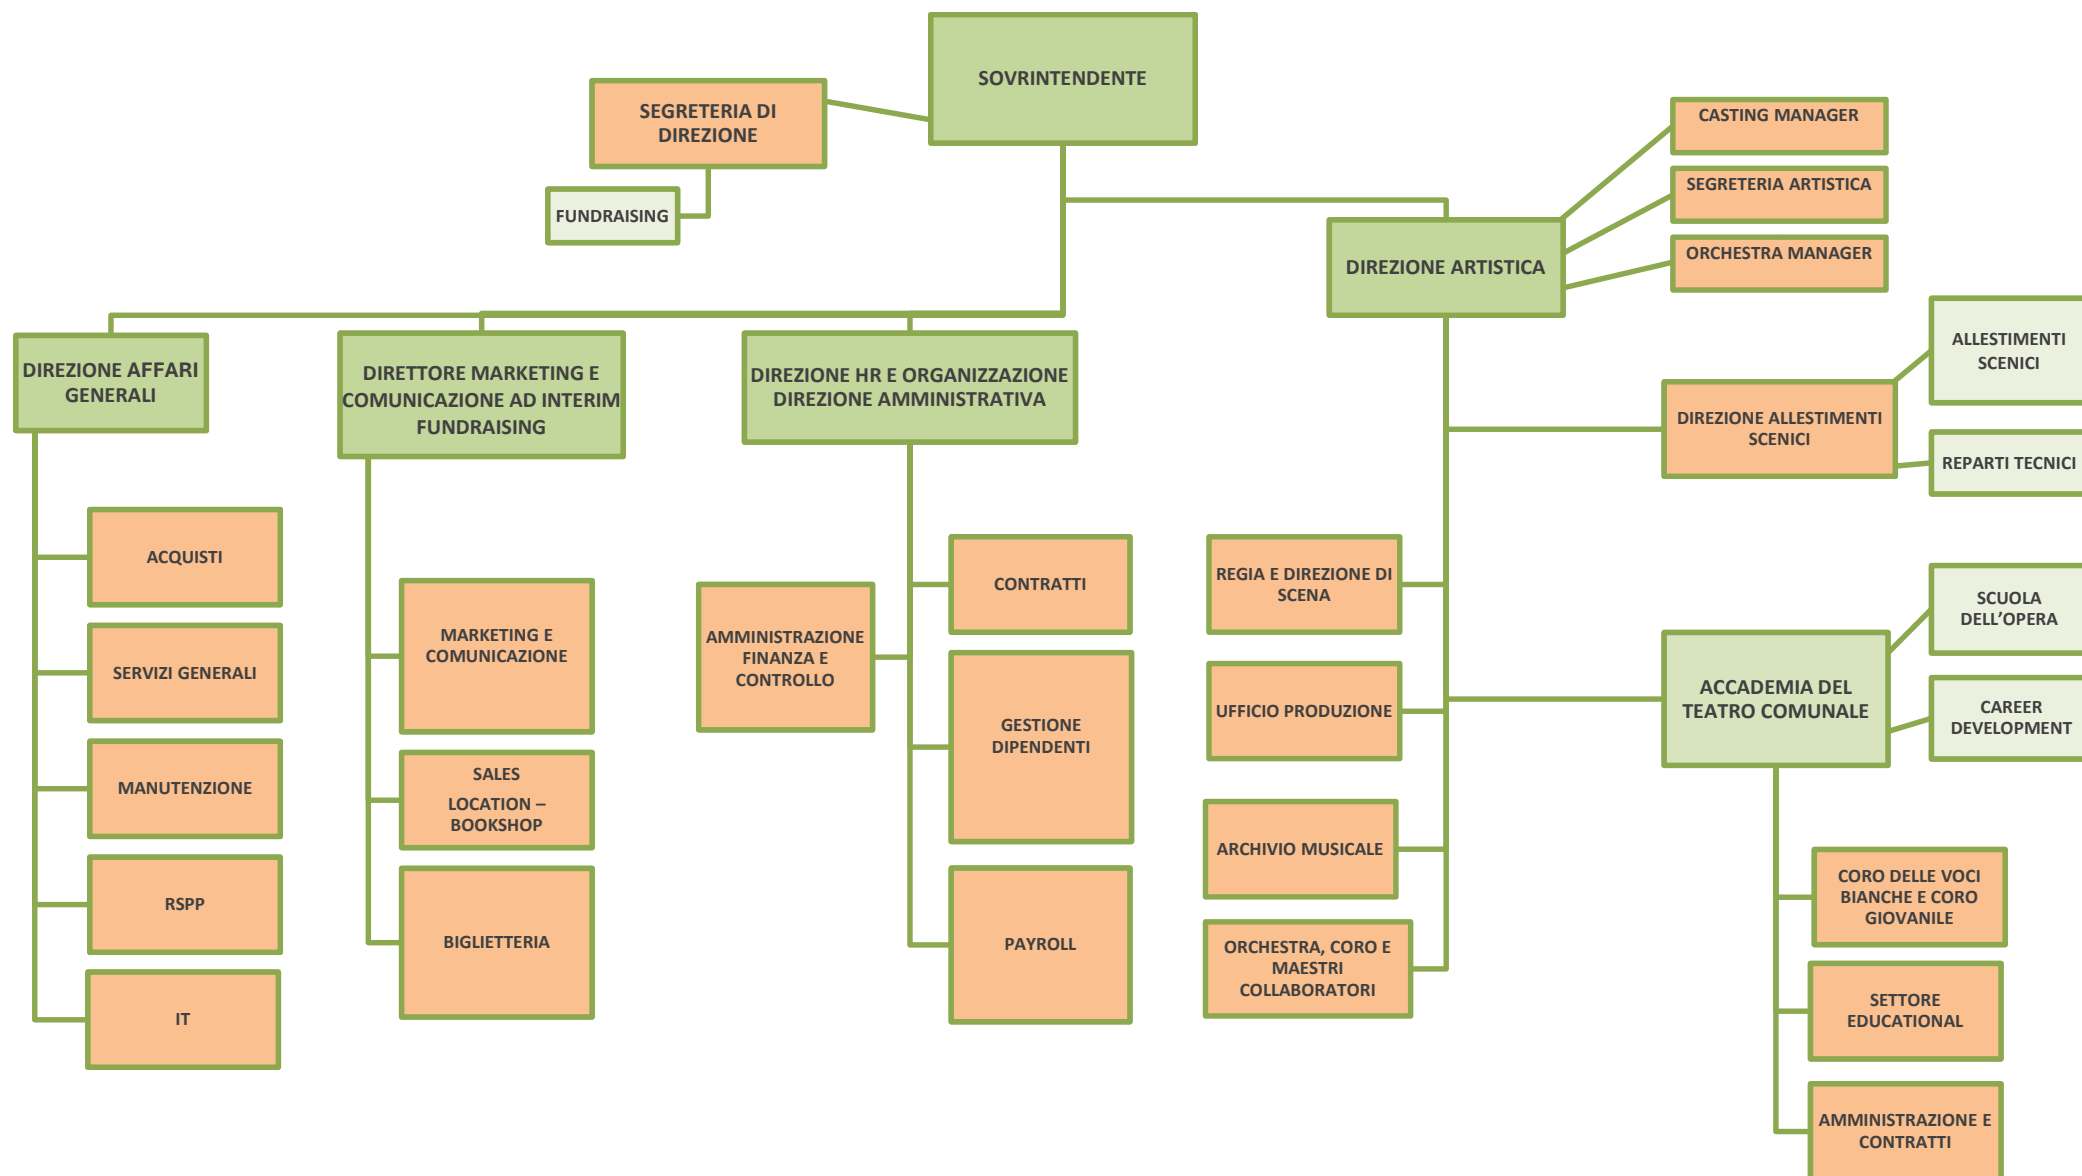 SOVRINTENDENTE
SEGRETERIA DI
DIREZIONE
FUNDRAISING
CASTING MANAGER
SEGRETERIA ARTISTICA
ORCHESTRA MANAGER
DIREZIONE ARTISTICA
DIREZIONE AFFARI
GENERALI
DIRETTORE MARKETING E
COMUNICAZIONE AD INTERIM
FUNDRAISING
DIREZIONE HR E ORGANIZZAZIONE
DIREZIONE AMMINISTRATIVA
ALLESTIMENTI
SCENICI
DIREZIONE ALLESTIMENTI
SCENICI
REPARTI TECNICI
ACQUISTI
SERVIZI GENERALI
MANUTENZIONE
RSPP
IT
MARKETING E
COMUNICAZIONE
SALES
LOCATION –
BOOKSHOP
BIGLIETTERIA
AMMINISTRAZIONE
FINANZA E
CONTROLLO
CONTRATTI
GESTIONE
DIPENDENTI
PAYROLL
REGIA E DIREZIONE DI
SCENA
UFFICIO PRODUZIONE
ARCHIVIO MUSICALE
ORCHESTRA, CORO E
MAESTRI
COLLABORATORI
SCUOLA
DELL’OPERA
ACCADEMIA DEL
TEATRO COMUNALE
CAREER
DEVELOPMENT
CORO DELLE VOCI
BIANCHE E CORO
GIOVANILE
SETTORE
EDUCATIONAL
AMMINISTRAZIONE E
CONTRATTI